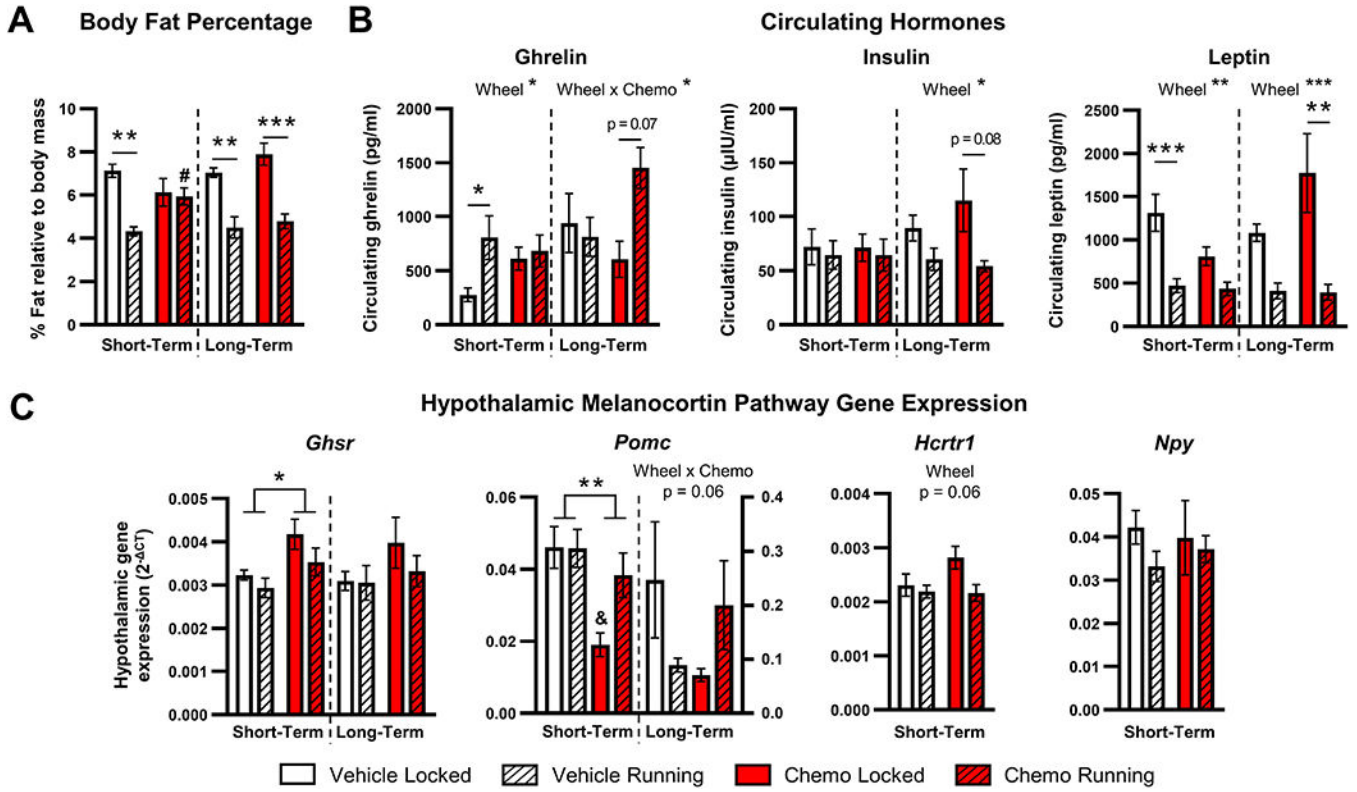 A Body Fat Percentage
% Fat relative to body mass
10
8
6
4
2
0
**
#
**
***
Short-Term Long-Term
B Circulating Hormones
Ghrelin
Wheel * Wheel x Chemo *
Circulating ghrelin (pg/ml)
2000
1500
1000
500
0
*
p = 0.07
Short-Term Long-Term
Insulin
Wheel *
Circulating insulin (µIU/ml)
200
150
100
50
0
p = 0.08
Short-Term Long-Term
Leptin
Wheel ** Wheel ***
Circulating leptin (pg/ml)
2500
2000
1500
1000
500
0
***
**
Short-Term Long-Term
C Hypothalamic Melanocortin Pathway Gene Expression
Ghsr
Hypothalamic gene
expression (2^-ΔCT)
0.005
0.004
0.003
0.002
0.001
0.000
*
Short-Term Long-Term
Pomc
Wheel x Chemo
p = 0.06
0.06
0.04
0.02
0.00
**
&
0.4
0.3
0.2
0.1
0.0
Short-Term Long-Term
Hcrtr1
Wheel
p = 0.06
0.004
0.003
0.002
0.001
0.000
Short-Term
Npy
0.05
0.04
0.03
0.02
0.01
0.00
Short-Term
Vehicle Locked Vehicle Running Chemo Locked Chemo Running